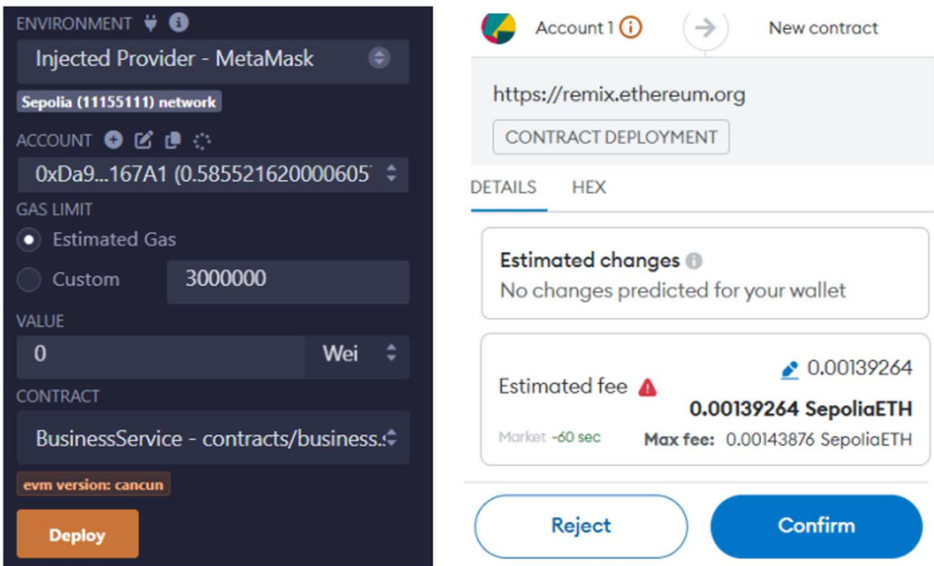 ENVIRONMENT
Injected Provider - MetaMask
Sepolia (11155111) network
ACCOUNT
0xDa9...167A1 (0.5855216200006057
GAS LIMIT
Estimated Gas
Custom
3000000
VALUE
0
Wei
CONTRACT
BusinessService - contracts/business.s
evm version: cancun
Deploy
Account 1
New contract
https://remix.ethereum.org
CONTRACT DEPLOYMENT
DETAILS HEX
Estimated changes
No changes predicted for your wallet
0.00139264
Estimated fee
0.00139264 SepoliaETH
Market ~60 sec Max fee: 0.00143876 SepoliaETH
Reject Confirm